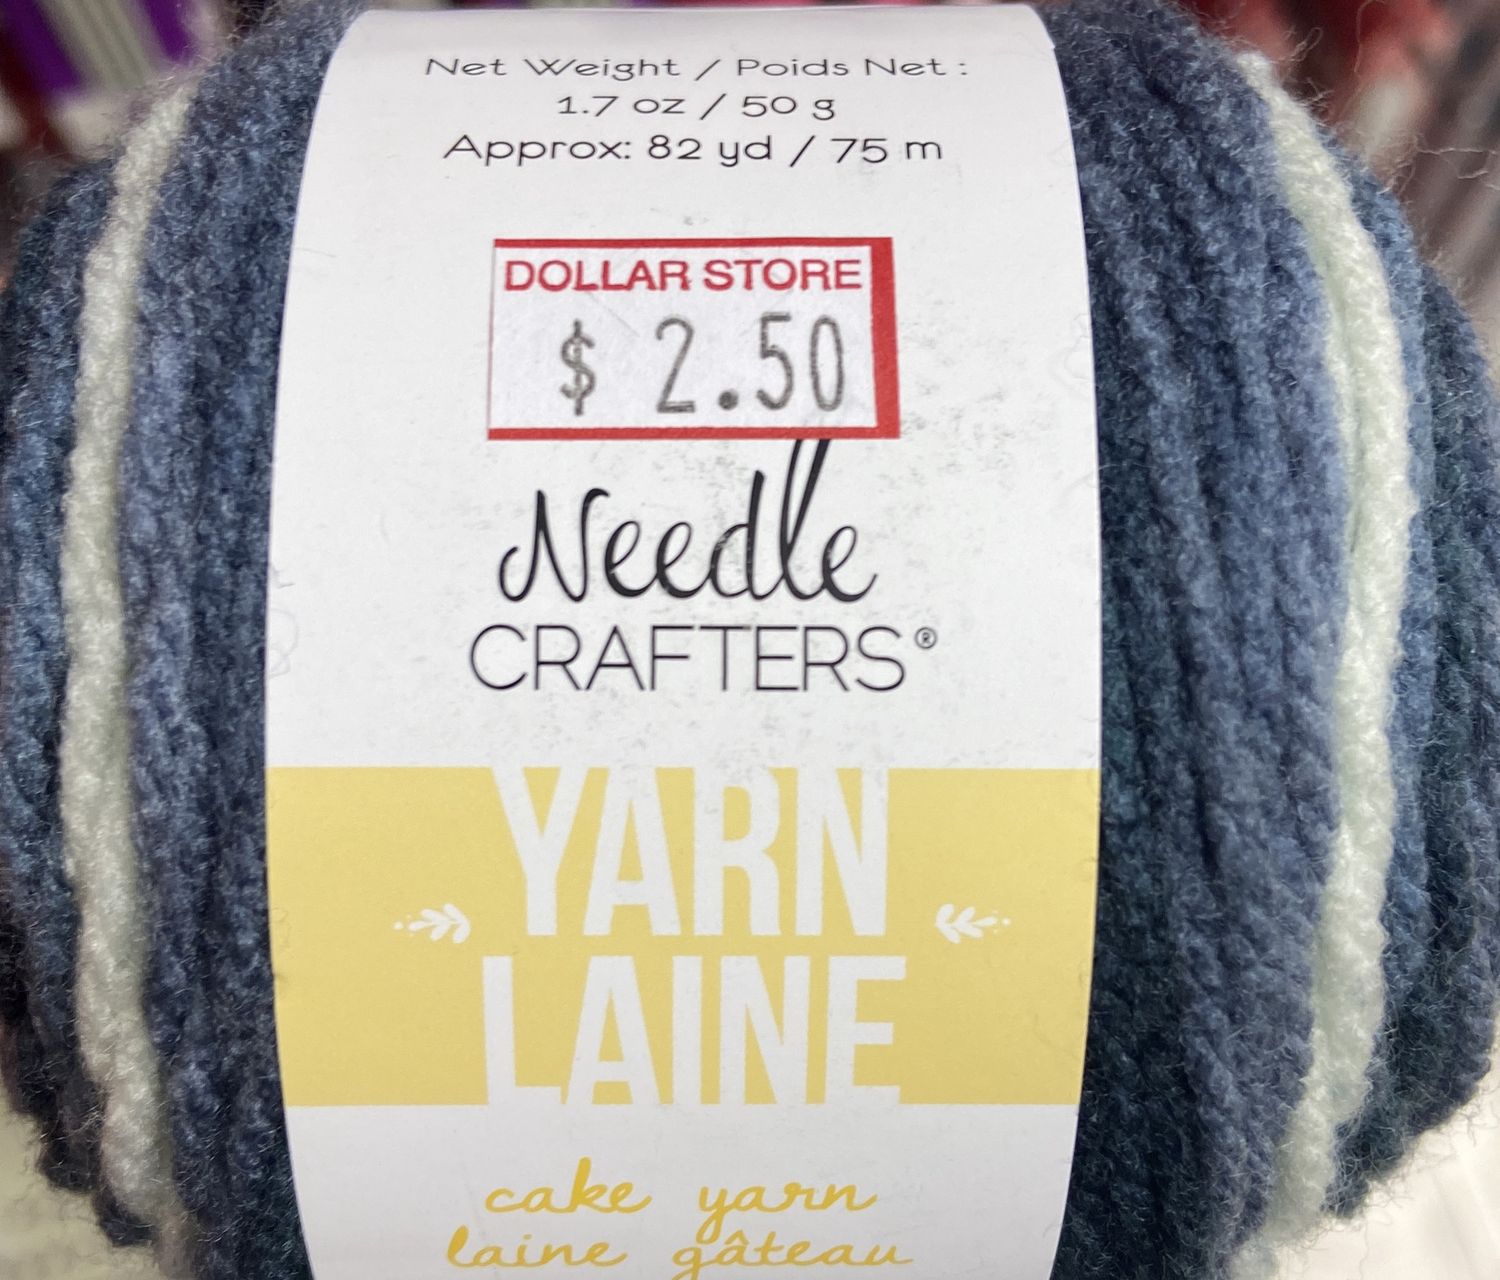 Net Weight / Poids Net :
1.7 oz / 50 g
Approx: 82 yd / 75 m
DOLLAR STORE
$ 2.50
Needle
CRAFTERS®
YARN
LAINE
cake yarn
laine gâteau